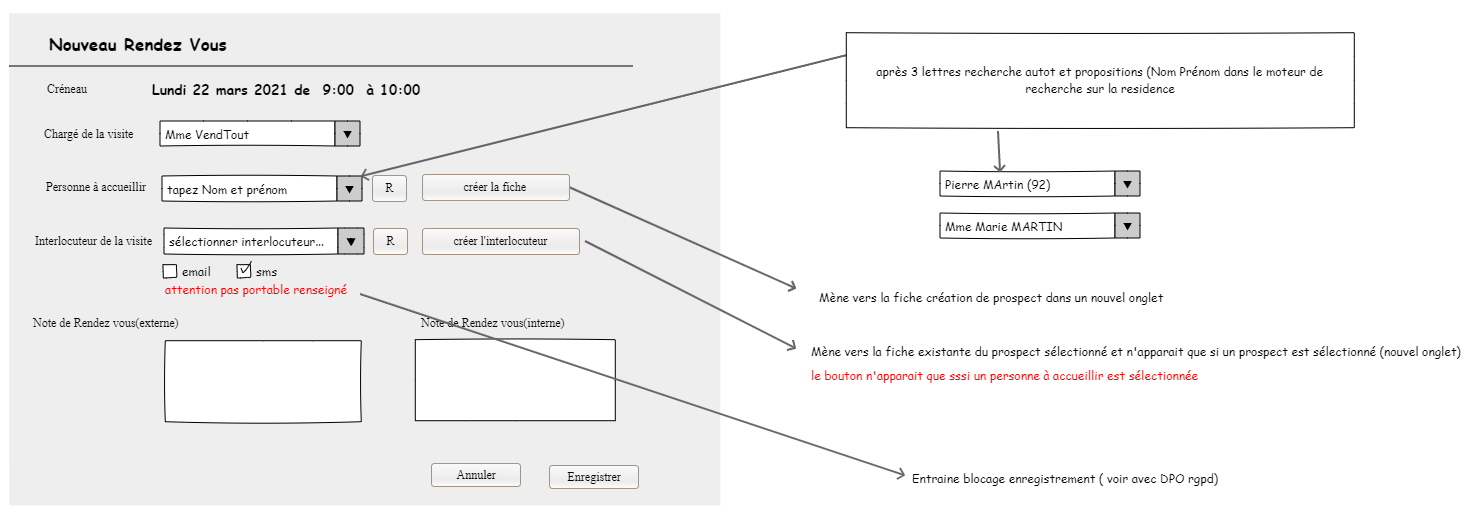 Nouveau Rendez Vous
Créneau
Lundi 22 mars 2021 de 9:00 à 10:00
Chargé de la visite
Mme VendTout
Personne à accueillir
tapez Nom et prénom
R
créer la fiche
Interlocuteur de la visite
sélectionner interlocuteur...
R
créer l'interlocuteur
email
sms
attention pas portable renseigné
Note de Rendez vous(externe)
Note de Rendez vous(interne)
Annuler
Enregistrer
après 3 lettres recherche autot et propositions (Nom Prénom dans le moteur de
recherche sur la residence
Pierre MArtin (92)
Mme Marie MARTIN
Mène vers la fiche création de prospect dans un nouvel onglet
Mène vers la fiche existante du prospect sélectionné et n'apparait que si un prospect est sélectionné (nouvel onglet)
le bouton n'apparait que sssi un personne à accueillir est sélectionnée
Entraine blocage enregistrement ( voir avec DPO rgpd)